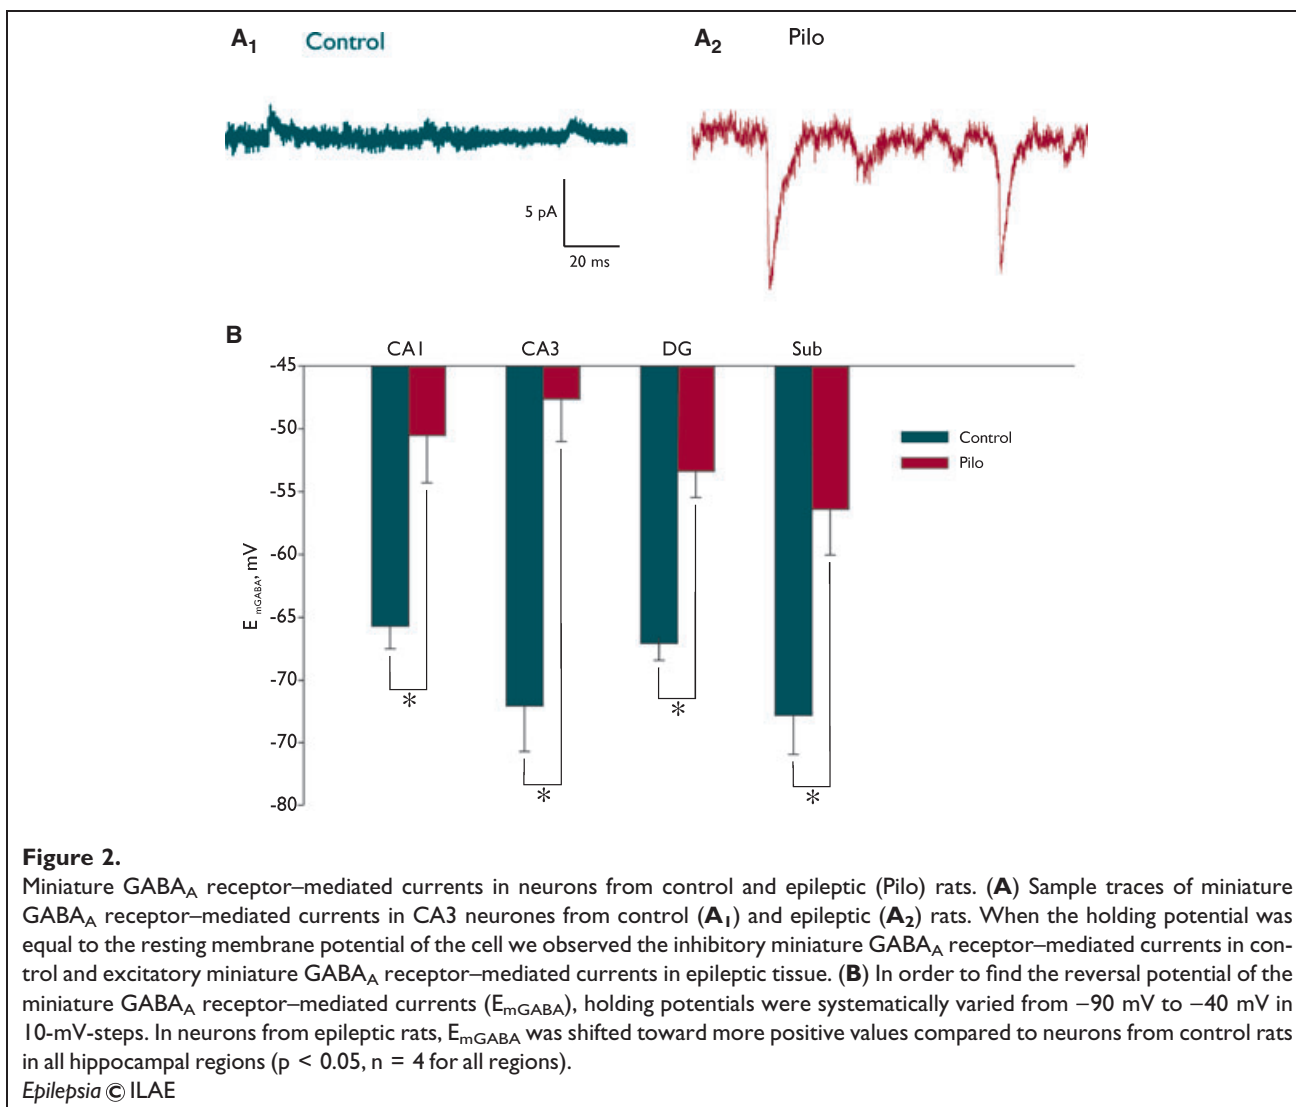 A1 Control
A2 Pilo
5 pA
20 ms
B
CA1 CA3 DG Sub
-45
-50
-55
-60
-65
-70
-70
-80
E mGABA, mV
Control
Pilo
*
*
*
*
Figure 2.
Miniature GABAA receptor–mediated currents in neurons from control and epileptic (Pilo) rats. (A) Sample traces of miniature
GABAA receptor–mediated currents in CA3 neurones from control (A1) and epileptic (A2) rats. When the holding potential was
equal to the resting membrane potential of the cell we observed the inhibitory miniature GABAA receptor–mediated currents in con-
trol and excitatory miniature GABAA receptor–mediated currents in epileptic tissue. (B) In order to find the reversal potential of the
miniature GABAA receptor–mediated currents (EmGABA), holding potentials were systematically varied from −90 mV to −40 mV in
10-mV-steps. In neurons from epileptic rats, EmGABA was shifted toward more positive values compared to neurons from control rats
in all hippocampal regions (p < 0.05, n = 4 for all regions).
Epilepsia © ILAE